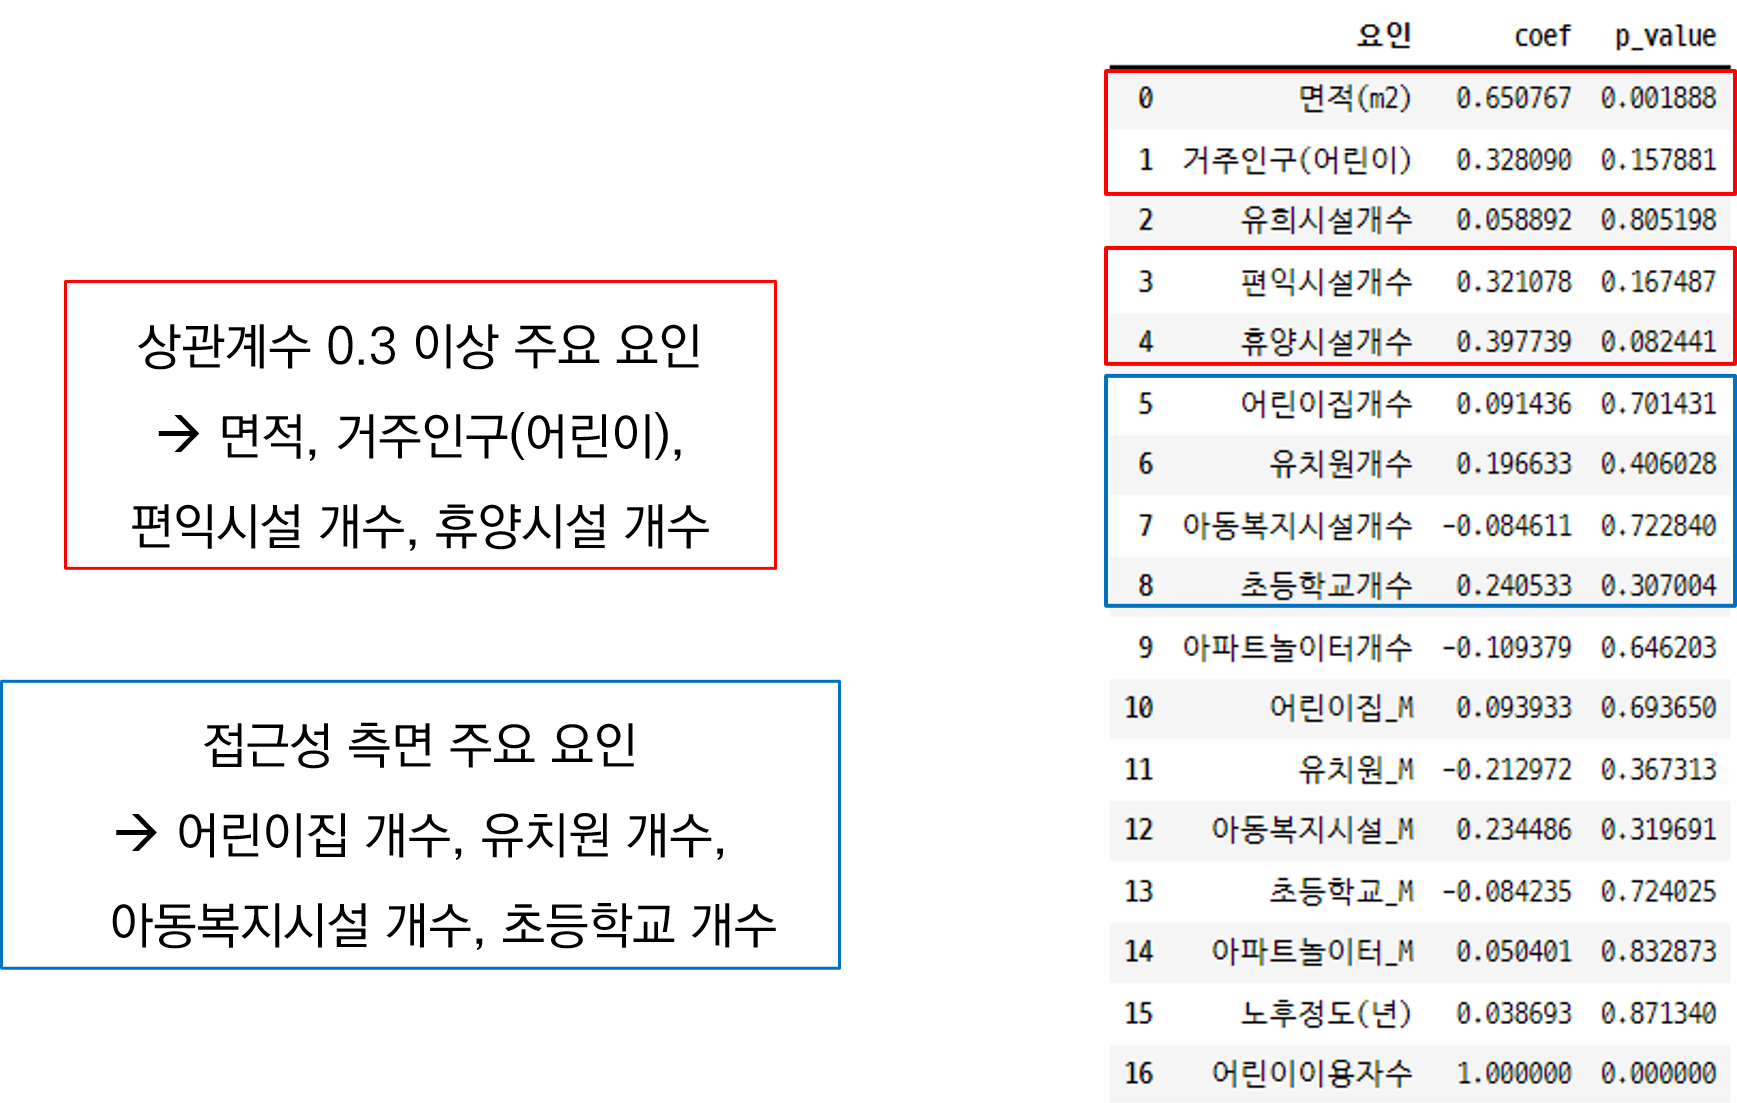 상관계수 0.3 이상 주요 요인
→ 면적, 거주인구(어린이),
편익시설 개수, 휴양시설 개수
접근성 측면 주요 요인
→ 어린이집 개수, 유치원 개수,
아동복지시설 개수, 초등학교 개수
요인 coef p_value
0 면적(m2) 0.650767 0.001888
1 거주인구(어린이) 0.328090 0.157881
2 유희시설개수 0.058892 0.805198
3 편익시설개수 0.321078 0.167487
4 휴양시설개수 0.397739 0.082441
5 어린이집개수 0.091436 0.701431
6 유치원개수 0.196633 0.406028
7 아동복지시설개수 -0.084611 0.722840
8 초등학교개수 0.240533 0.307004
9 아파트놀이터개수 -0.109379 0.646203
10 어린이집_M 0.093933 0.693650
11 유치원_M -0.212972 0.367313
12 아동복지시설_M 0.234486 0.319691
13 초등학교_M -0.084235 0.724025
14 아파트놀이터_M 0.050401 0.832873
15 노후정도(년) 0.038693 0.871340
16 어린이이용자수 1.000000 0.000000